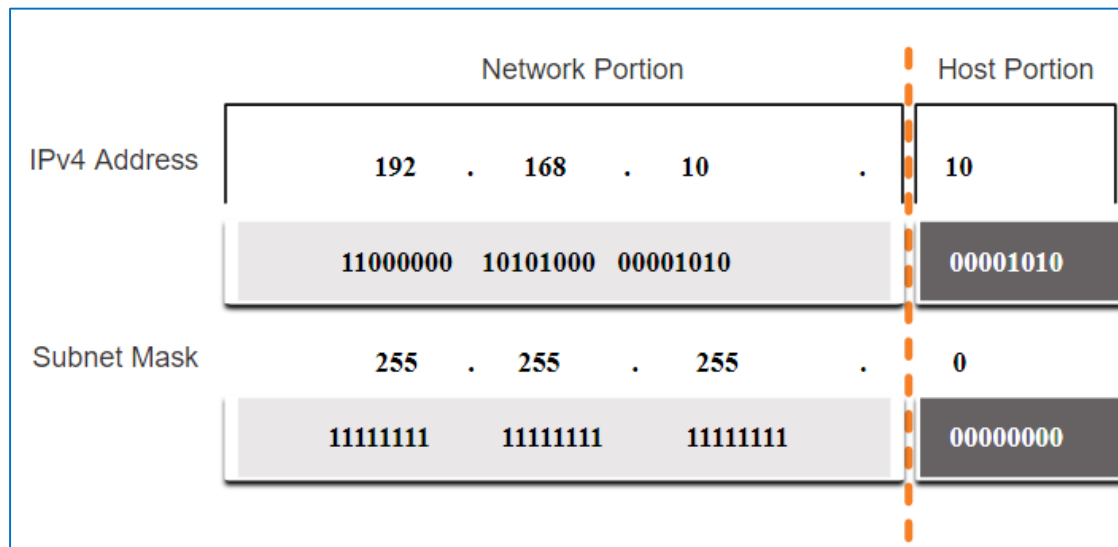 Network Portion Host Portion
IPv4 Address 192 . 168 . 10 . 10
11000000 10101000 00001010 00001010
Subnet Mask 255 . 255 . 255 . 0
11111111 11111111 11111111 00000000